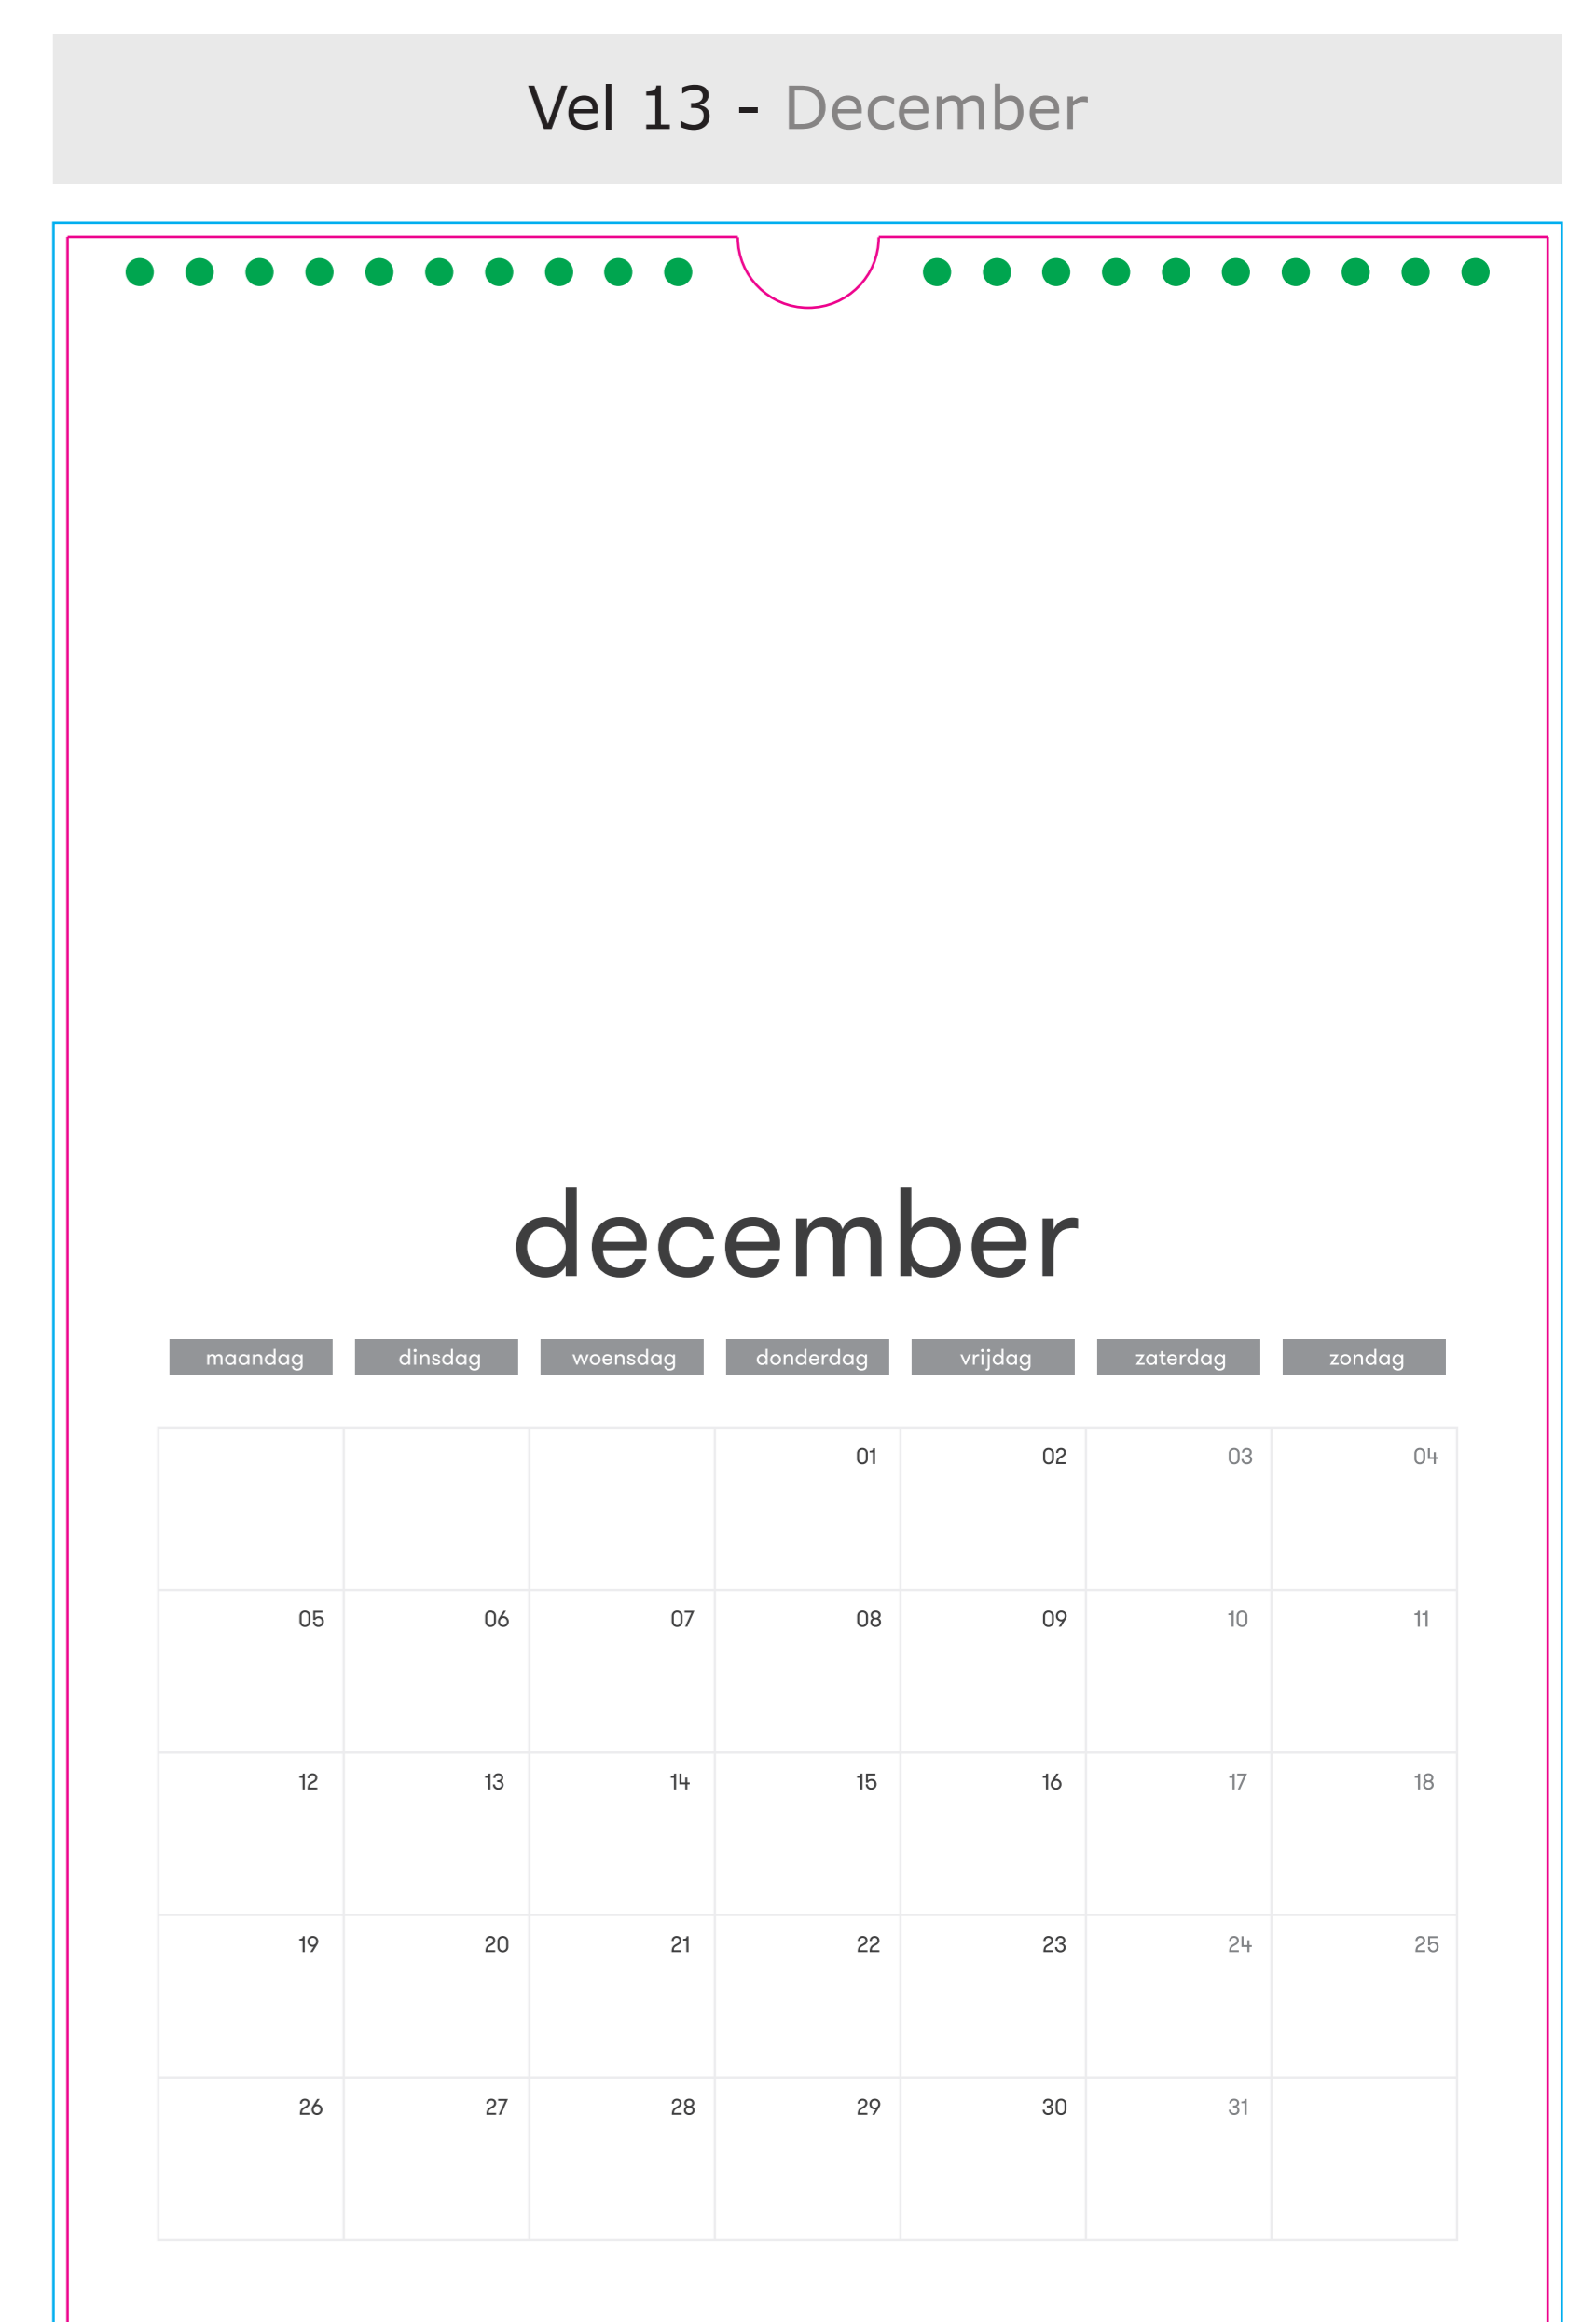 Vel 13 - December
december
maandag dinsdag woensdag donderdag vrijdag zaterdag zondag
01 02 03 04
05 06 07 08 09 10 11
12 13 14 15 16 17 18
19 20 21 22 23 24 25
26 27 28 29 30 31